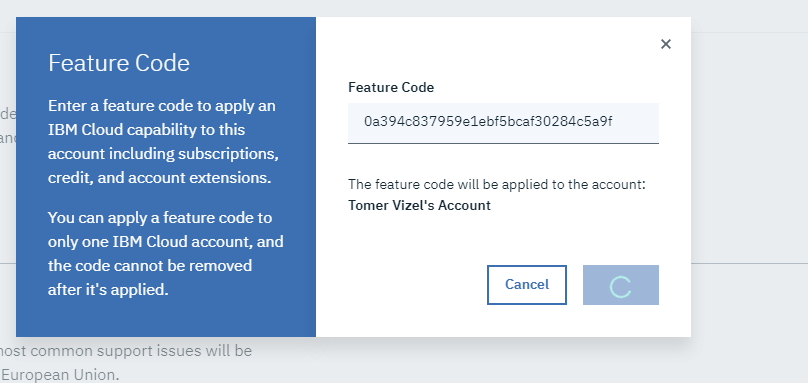 Feature Code
Enter a feature code to apply an
IBM Cloud capability to this
account including subscriptions,
credit, and account extensions.
You can apply a feature code to
only one IBM Cloud account, and
the code cannot be removed
after it's applied.
Feature Code
0a394c837959e1ebf5bcaf30284c5a9f
The feature code will be applied to the account:
Tomer Vizel's Account
Cancel
most common support issues will be
European Union.